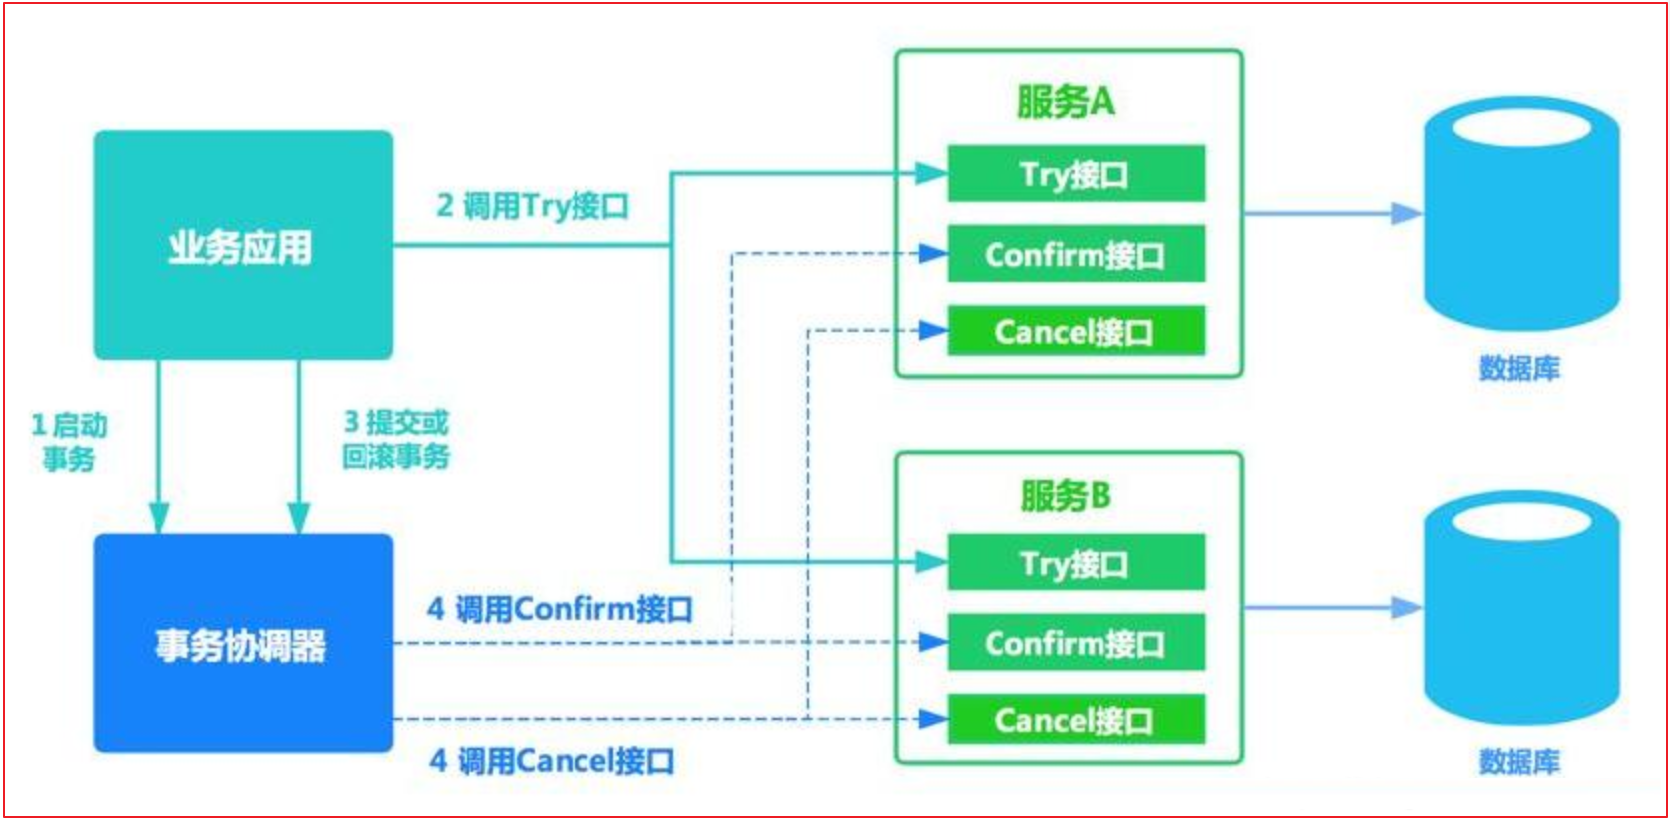 业务应用
1 启动
事务
3 提交或
回滚事务
事务协调器
2 调用Try接口
4 调用Confirm接口
4 调用Cancel接口
服务A
Try接口
Confirm接口
Cancel接口
数据库
服务B
Try接口
Confirm接口
Cancel接口
数据库